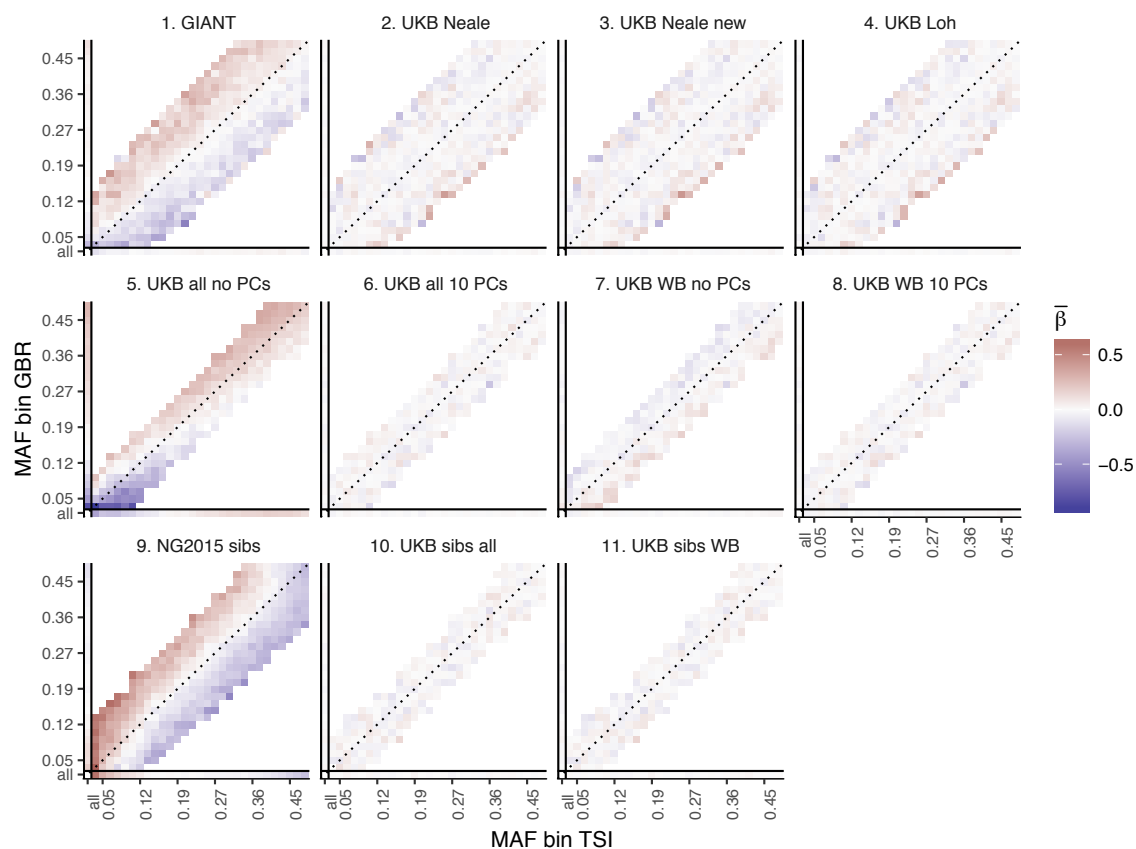 1. GIANT
2. UKB Neale
3. UKB Neale new
4. UKB Loh
0.45
0.36
0.27
0.19
0.12
0.05
all
5. UKB all no PCs
6. UKB all 10 PCs
7. UKB WB no PCs
8. UKB WB 10 PCs
MAF bin GBR
0.45
0.36
0.27
0.19
0.12
0.05
all
all 0.05 0.12 0.19 0.27 0.36 0.45
β̅
0.5
0.0
−0.5
9. NG2015 sibs
10. UKB sibs all
11. UKB sibs WB
0.45
0.36
0.27
0.19
0.12
0.05
all
all 0.05 0.12 0.19 0.27 0.36 0.45
all 0.05 0.12 0.19 0.27 0.36 0.45
all 0.05 0.12 0.19 0.27 0.36 0.45
MAF bin TSI